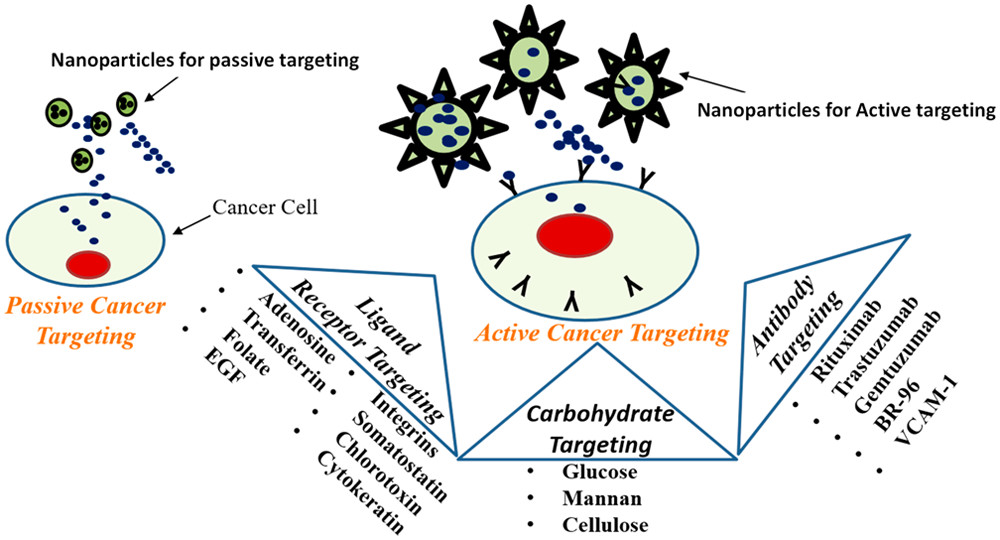 Nanoparticles for passive targeting
Nanoparticles for Active targeting
Cancer Cell
Passive Cancer
Targeting
Active Cancer Targeting
Ligand
Receptor Targeting
• Adenosine
• Transferrin
• Folate
• EGF
• Integrins
• Somatostatin
• Chlorotoxin
• Cytokeratin
Carbohydrate
Targeting
• Glucose
• Mannan
• Cellulose
Antibody
Targeting
• Rituximab
• Trastuzumab
• Gemtuzumab
• BR-96
• VCAM-1